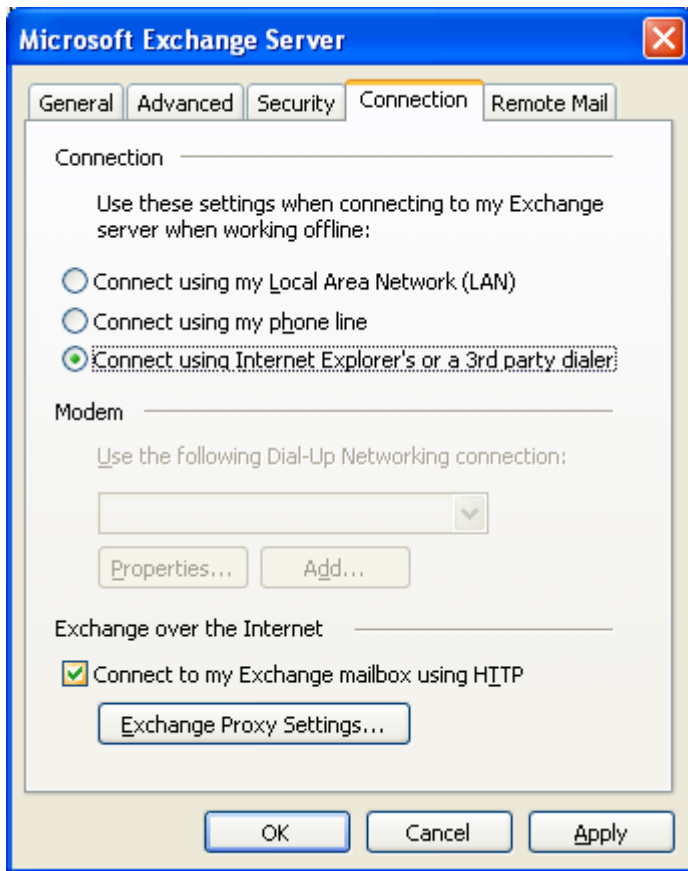 Microsoft Exchange Server
General Advanced Security Connection Remote Mail
Connection
Use these settings when connecting to my Exchange
server when working offline:
Connect using my Local Area Network (LAN)
Connect using my phone line
Connect using Internet Explorer's or a 3rd party dialer
Modem
Use the following Dial-Up Networking connection:
Properties... Add...
Exchange over the Internet
Connect to my Exchange mailbox using HTTP
Exchange Proxy Settings...
OK Cancel Apply